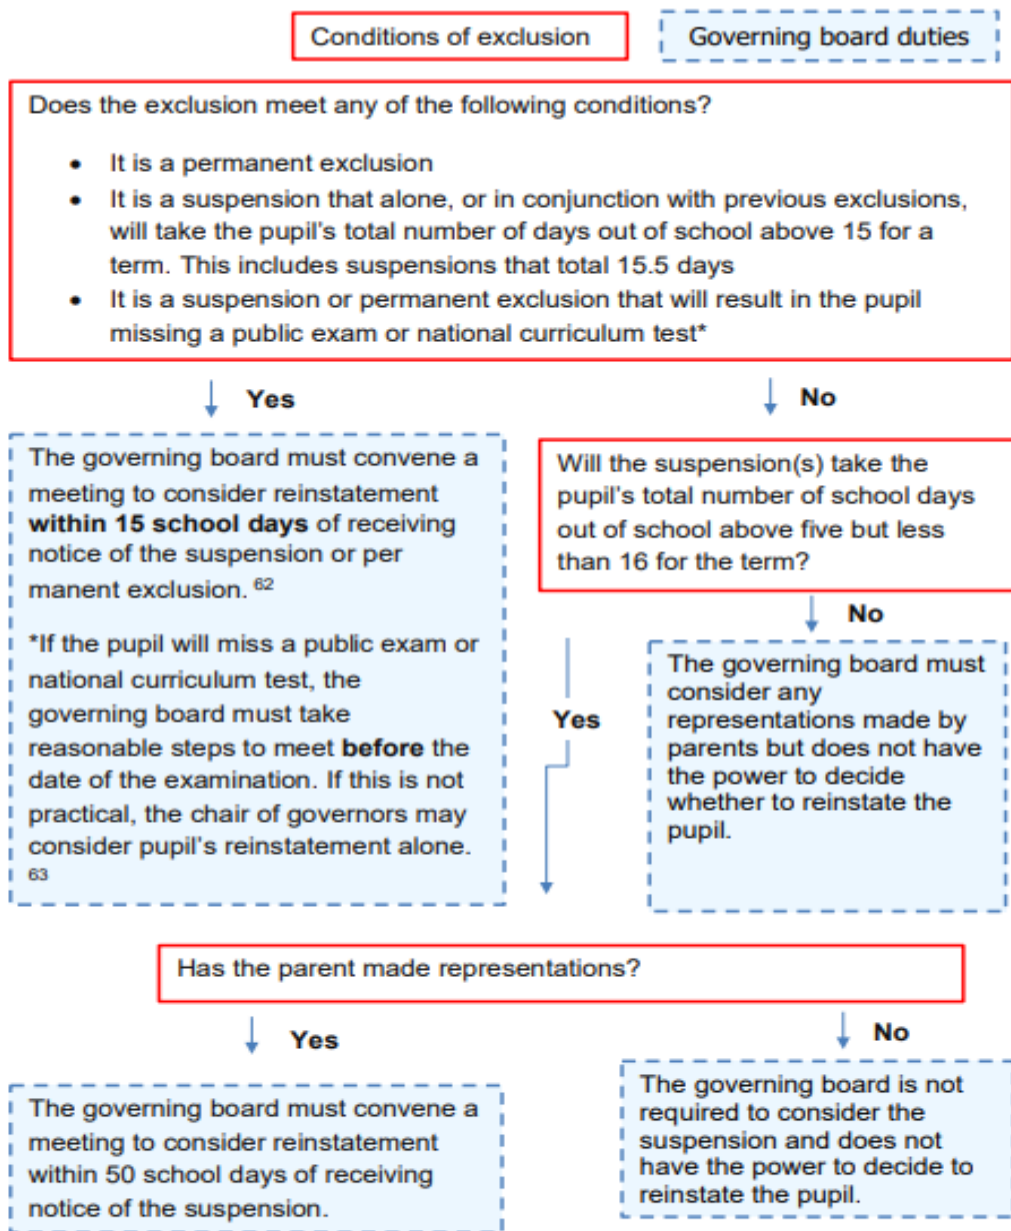 Conditions of exclusion
Governing board duties
Does the exclusion meet any of the following conditions?
• It is a permanent exclusion
• It is a suspension that alone, or in conjunction with previous exclusions,
will take the pupil's total number of days out of school above 15 for a
term. This includes suspensions that total 15.5 days
• It is a suspension or permanent exclusion that will result in the pupil
missing a public exam or national curriculum test*
Yes
No
The governing board must convene a
meeting to consider reinstatement
within 15 school days of receiving
notice of the suspension or per
manent exclusion. 62
*If the pupil will miss a public exam or
national curriculum test, the
governing board must take
reasonable steps to meet before the
date of the examination. If this is not
practical, the chair of governors may
consider pupil's reinstatement alone.
63
Will the suspension(s) take the
pupil's total number of school days
out of school above five but less
than 16 for the term?
No
Yes
The governing board must
consider any
representations made by
parents but does not have
the power to decide
whether to reinstate the
pupil.
Has the parent made representations?
Yes
No
The governing board must convene a
meeting to consider reinstatement
within 50 school days of receiving
notice of the suspension.
The governing board is not
required to consider the
suspension and does not
have the power to decide to
reinstate the pupil.